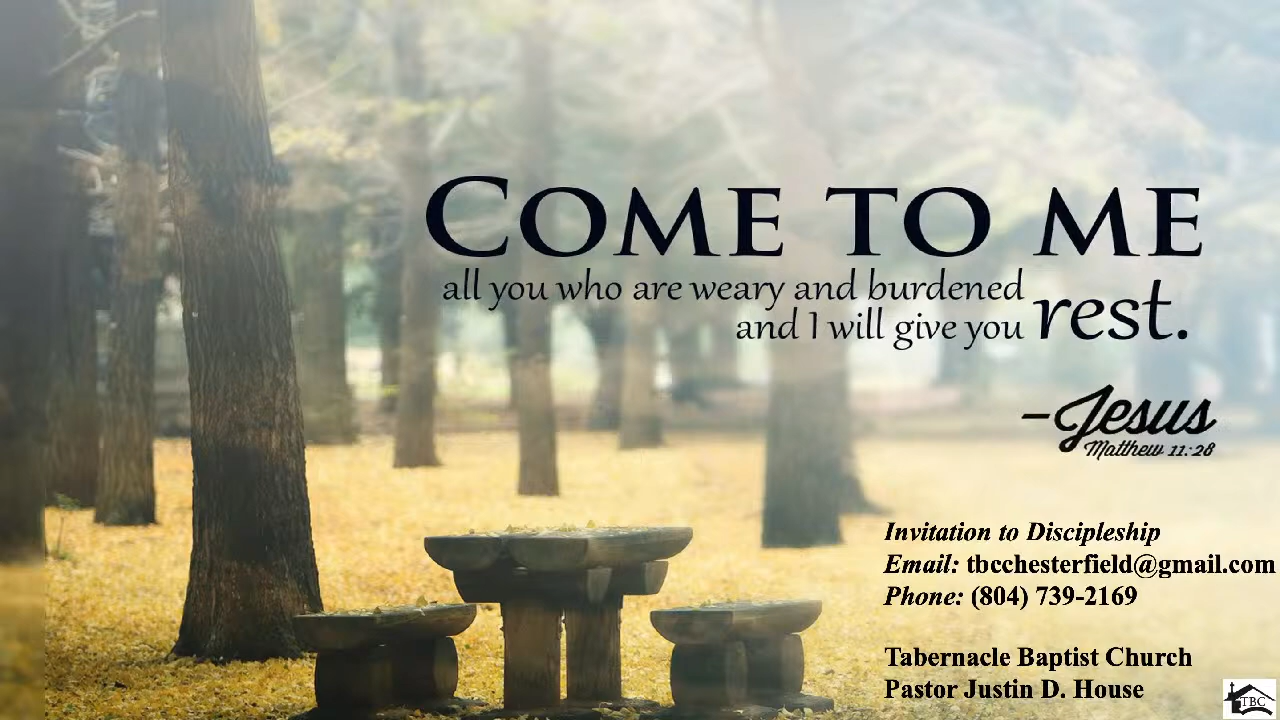 COME TO ME
all you who are weary and burdened
and I will give you rest.
-Jesus
Matthew 11:28
Invitation to Discipleship
Email: tbcchesterfield@gmail.com
Phone: (804) 739-2169
Tabernacle Baptist Church
Pastor Justin D. House
TBC